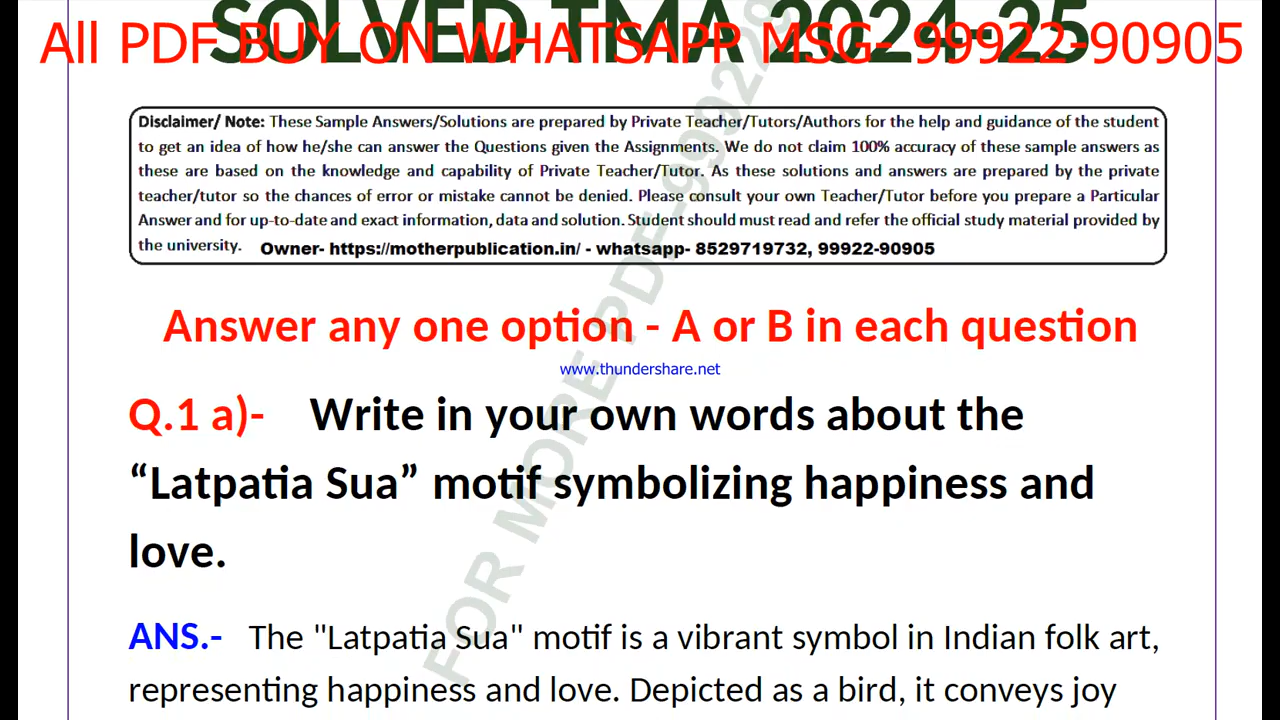 SOLVED TMA 2024-25
All PDF BUY ON WHATSAPP MSG- 99922-90905
Disclaimer/ Note: These Sample Answers/Solutions are prepared by Private Teacher/Tutors/Authors for the help and guidance of the student
to get an idea of how he/she can answer the Questions given the Assignments. We do not claim 100% accuracy of these sample answers as
these are based on the knowledge and capability of Private Teacher/Tutor. As these solutions and answers are prepared by the private
teacher/tutor so the chances of error or mistake cannot be denied. Please consult your own Teacher/Tutor before you prepare a Particular
Answer and for up-to-date and exact information, data and solution. Student should must read and refer the official study material provided by
the university. Owner- https://motherpublication.in/ - whatsapp- 8529719732, 99922-90905
Answer any one option - A or B in each question
www.thundershare.net
Q.1 a)- Write in your own words about the
“Latpatia Sua” motif symbolizing happiness and
love.
ANS.- The "Latpatia Sua" motif is a vibrant symbol in Indian folk art,
representing happiness and love. Depicted as a bird, it conveys joy
FOR MORE PDF-99922